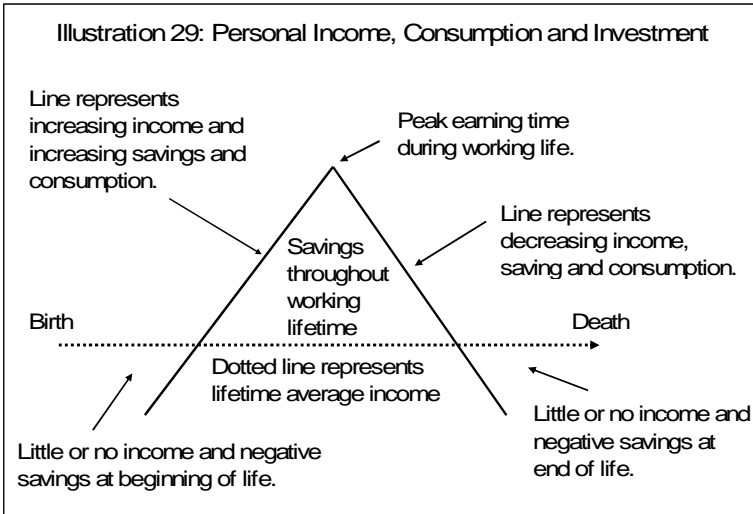 Illustration 29: Personal Income, Consumption and Investment
Line represents
increasing income and
increasing savings and
consumption.
Peak earning time
during working life.
Line represents
decreasing income,
saving and consumption.
Savings
throughout
working
lifetime
Birth
Death
Dotted line represents
lifetime average income
Little or no income and negative
savings at beginning of life.
Little or no income and
negative savings at
end of life.